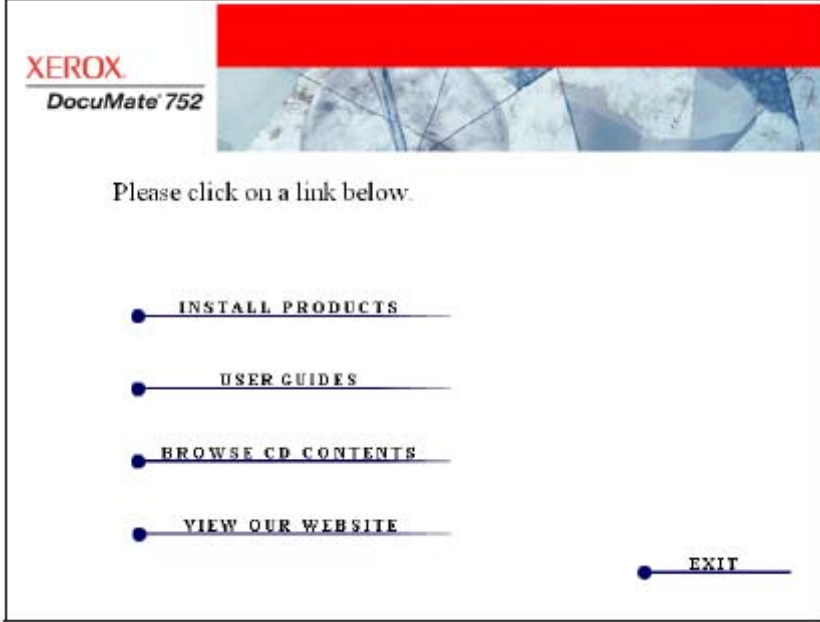 XEROX
DocuMate® 752
Please click on a link below.
INSTALL PRODUCTS
USER GUIDES
BROWSE CD CONTENTS
VIEW OUR WEBSITE
EXIT